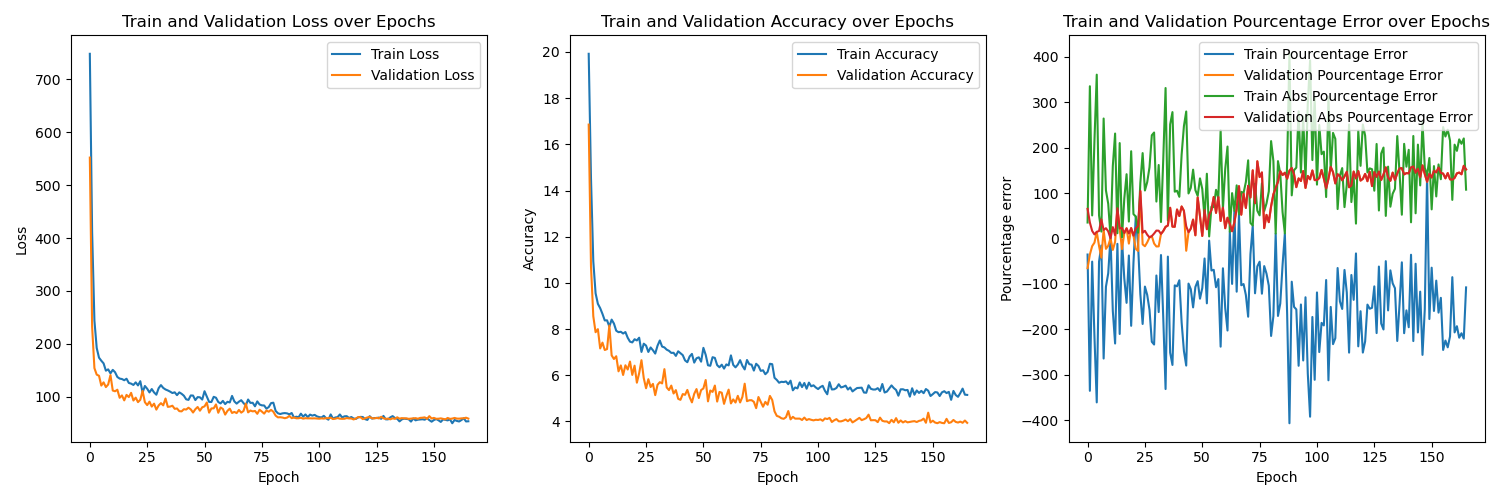 Train and Validation Loss over Epochs
Train Loss
Validation Loss
Loss
700
600
500
400
300
200
100
0
25
50
75
100
125
150
Epoch
Train and Validation Accuracy over Epochs
Train Accuracy
Validation Accuracy
Accuracy
20
18
16
14
12
10
8
6
4
0
25
50
75
100
125
150
Epoch
Train and Validation Pourcentage Error over Epochs
Train Pourcentage Error
Validation Pourcentage Error
Train Abs Pourcentage Error
Validation Abs Pourcentage Error
Pourcentage error
400
300
200
100
0
−100
−200
−300
−400
0
25
50
75
100
125
150
Epoch